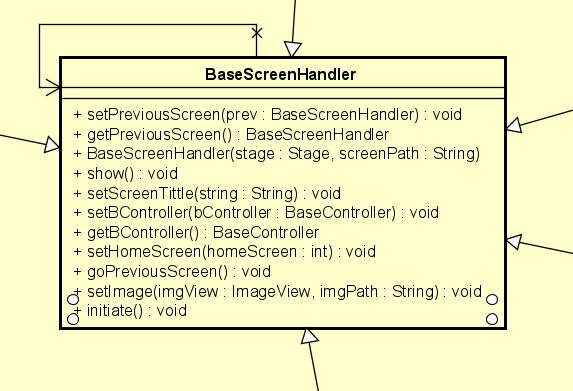 BaseScreenHandler
+ setPreviousScreen(prev : BaseScreenHandler) : void
+ getPreviousScreen() : BaseScreenHandler
+ BaseScreenHandler(stage : Stage, screenPath : String)
+ show() : void
+ setScreenTittle(string : String) : void
+ setBController(bController : BaseController) : void
+ getBController() : BaseController
+ setHomeScreen(homeScreen : int) : void
+ goPreviousScreen() : void
+ setImage(imgView : ImageView, imgPath : String) : void
+ initiate() : void